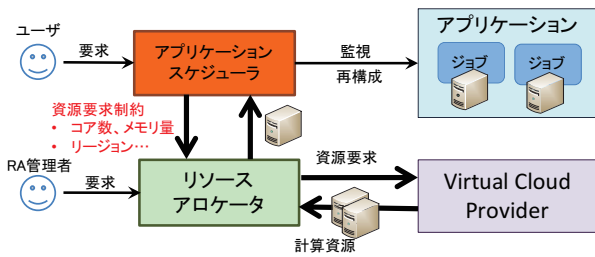 ユーザ
要求
アプリケーション
スケジューラ
監視
再構成
アプリケーション
ジョブ
ジョブ
資源要求制約
• コア数、メモリ量
• リージョン…
RA管理者
要求
リソース
アロケータ
資源要求
計算資源
Virtual Cloud
Provider